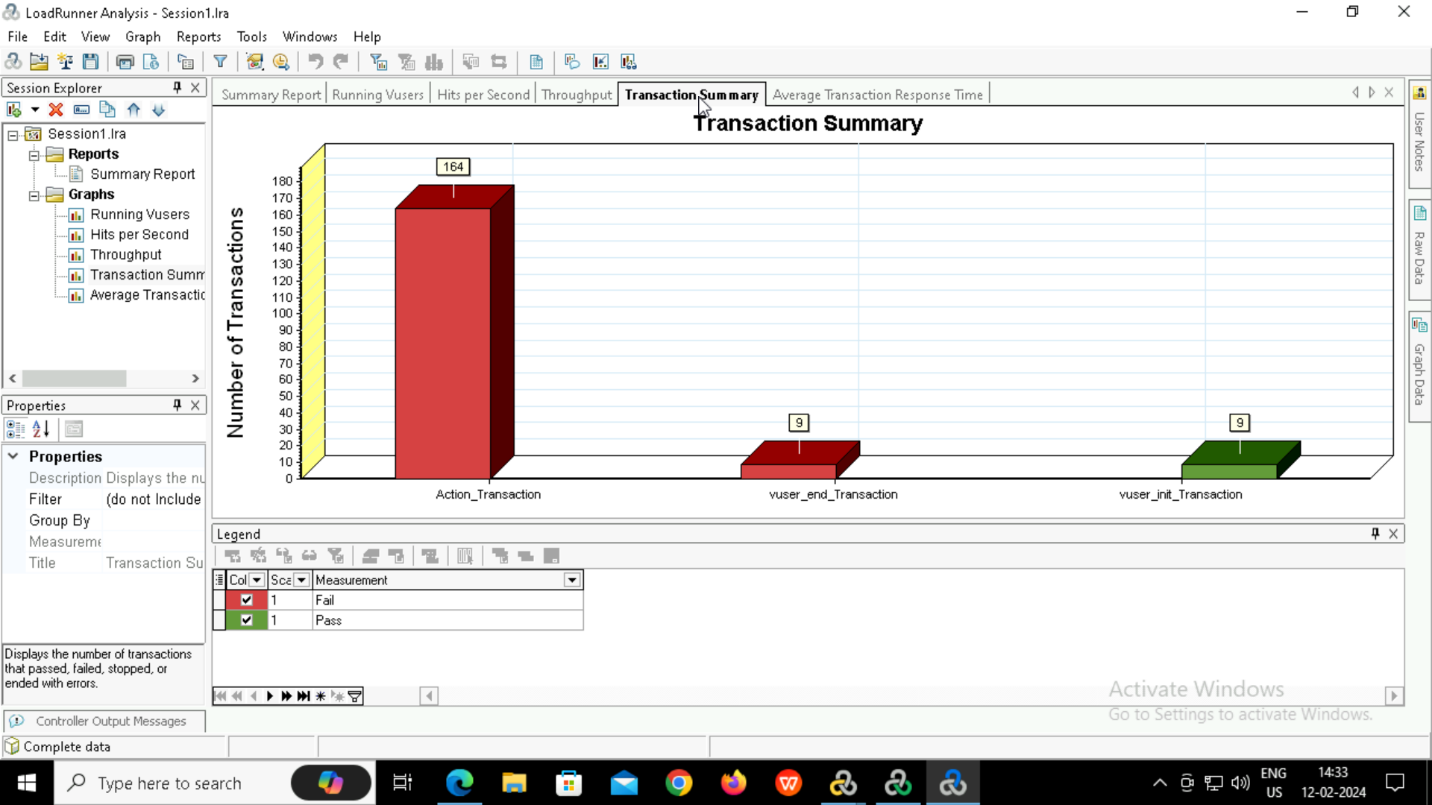 LoadRunner Analysis - Session1.lra
File Edit View Graph Reports Tools Windows Help
Session Explorer
Session1.lra
Reports
Summary Report
Graphs
Running Vusers
Hits per Second
Throughput
Transaction Summ
Average Transactic
Properties
Properties
Description Displays the nu
Filter (do not Include
Group By
Measureme
Title Transaction Su
Displays the number of transactions
that passed, failed, stopped, or
ended with errors.
Controller Output Messages
Complete data
Summary Report Running Vusers Hits per Second Throughput Transaction Summary Average Transaction Response Time
Transaction Summary
Number of Transactions
180
170
160
150
140
130
120
110
100
90
80
70
60
50
40
30
20
10
0
164
9
9
Action_Transaction vuser_end_Transaction vuser_init_Transaction
Legend
Col Sca Measurement
1 Fail
1 Pass
User Notes
Raw Data
Graph Data
Activate Windows
Go to Settings to activate Windows.
Type here to search
ENG
US
14:33
12-02-2024